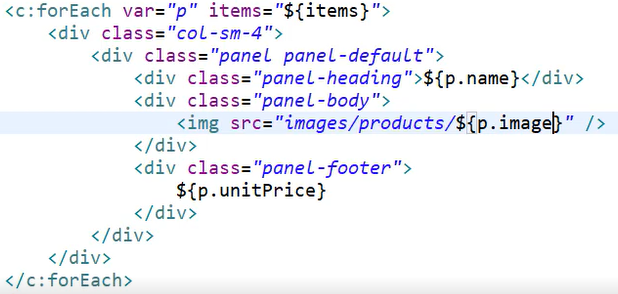 <c:forEach var="p" items="${items}">
    <div class="col-sm-4">
        <div class="panel panel-default">
            <div class="panel-heading">${p.name}</div>
            <div class="panel-body">
                <img src="images/products/${p.image}" />
            </div>
            <div class="panel-footer">
                ${p.unitPrice}
            </div>
        </div>
    </div>
</c:forEach>